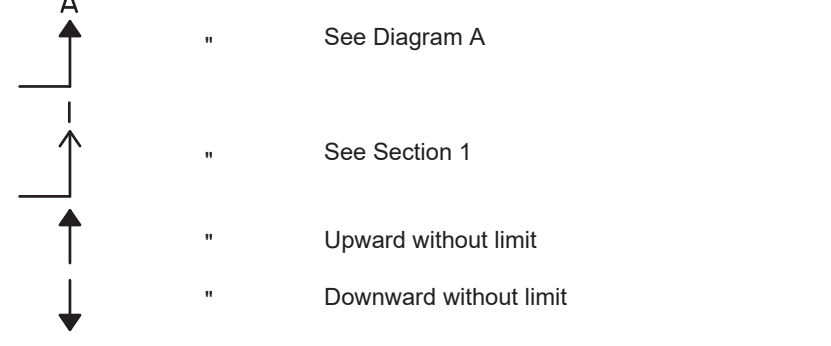 A
" See Diagram A
I
" See Section 1
" Upward without limit
" Downward without limit